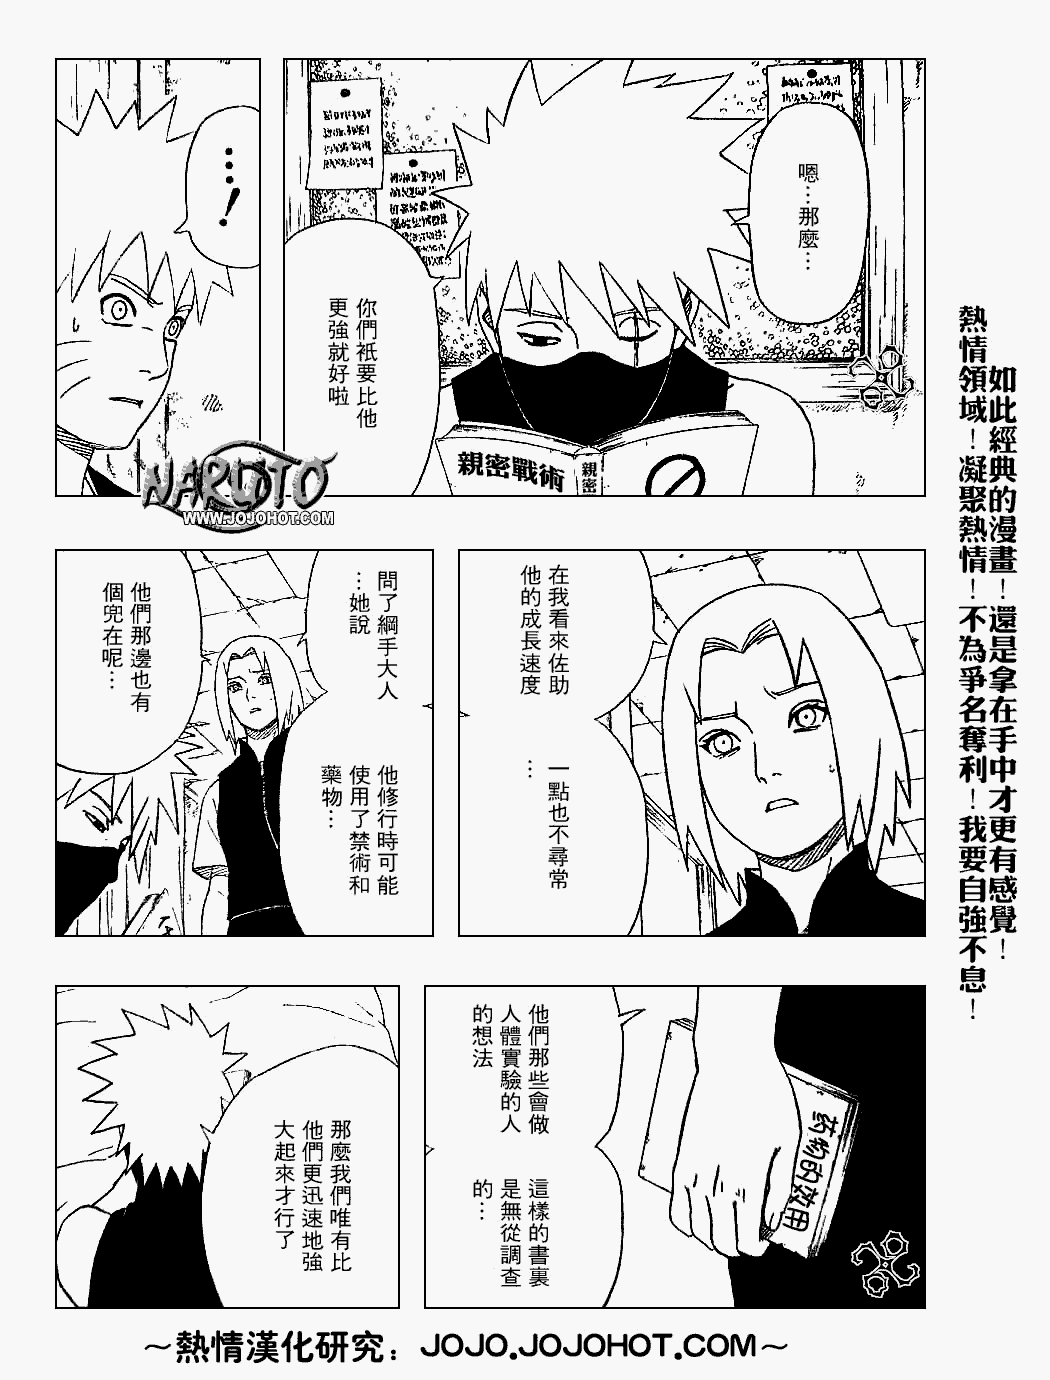 嗯…那麼…
你們衹要比他
更強就好啦
…!
親密戰術
親密
NARUTO
WWW.JOJOHOT.COM
在我看來佐助
他的成長速度
一點也不尋常
…
問了綱手大人
…她說
他修行時可能
使用了禁術和
藥物…
他們那邊也有
個兜在呢…
他們那些會做
人體實驗的人
的想法
這樣的書裏
是無從調查
的…
药物的效用
那麼我們唯有比
他們更迅速地強
大起來才行了
如此經典的漫畫！還是拿在手中才更有感覺！
熱情領域！凝聚熱情！不為爭名奪利！我要自強不息！
～熱情漢化研究：JOJO.JOJOHOT.COM～